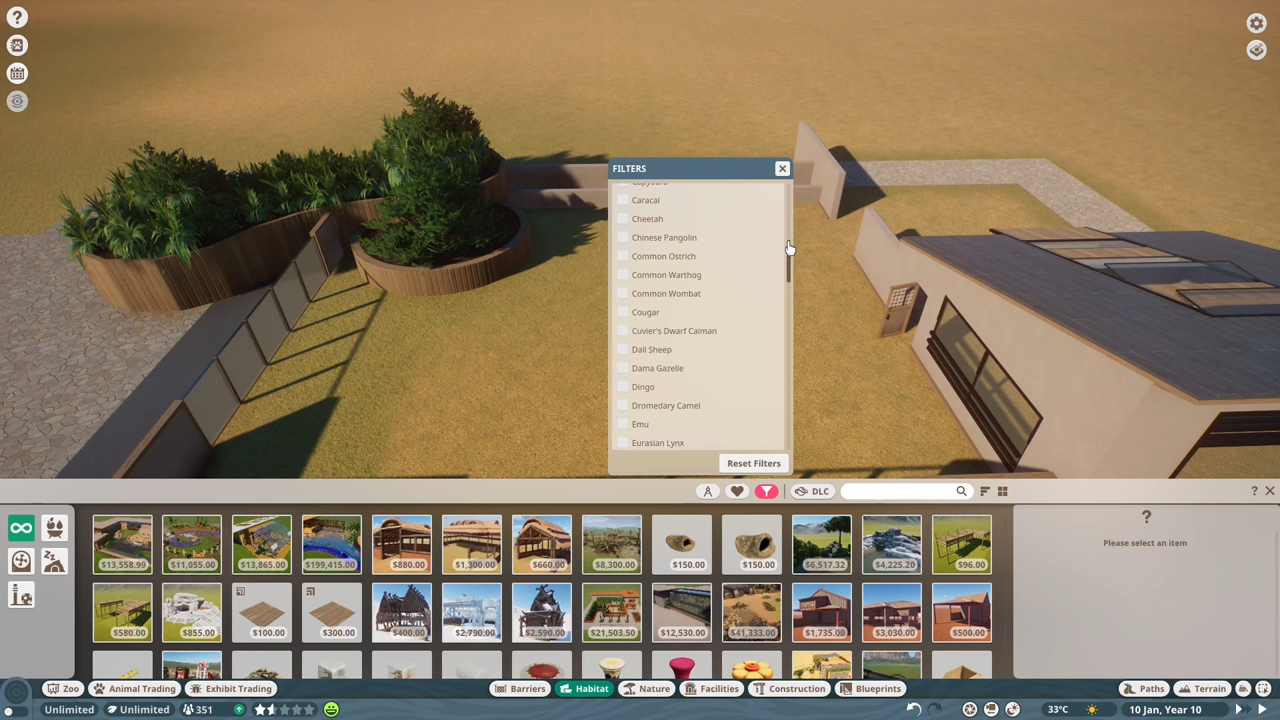 ?
FILTERS
Capybara
Caracal
Cheetah
Chinese Pangolin
Common Ostrich
Common Warthog
Common Wombat
Cougar
Cuvier's Dwarf Caiman
Dall Sheep
Dama Gazelle
Dingo
Dromedary Camel
Emu
Eurasian Lynx
Reset Filters
DLC
?
$13,558.99 $11,055.00 $13,865.00 $199,415.00 $880.00 $1,300.00 $660.00 $8,300.00 $150.00 $150.00 $6,517.32 $4,225.20 $96.00
?
Please select an item
$580.00 $855.00 $100.00 $300.00 $400.00 $2,790.00 $2,590.00 $21,503.50 $12,530.00 $41,333.00 $1,735.00 $3,030.00 $500.00
Zoo Animal Trading Exhibit Trading Barriers Habitat Nature Facilities Construction Blueprints Paths Terrain
Unlimited Unlimited 351 33°C 10 Jan, Year 10